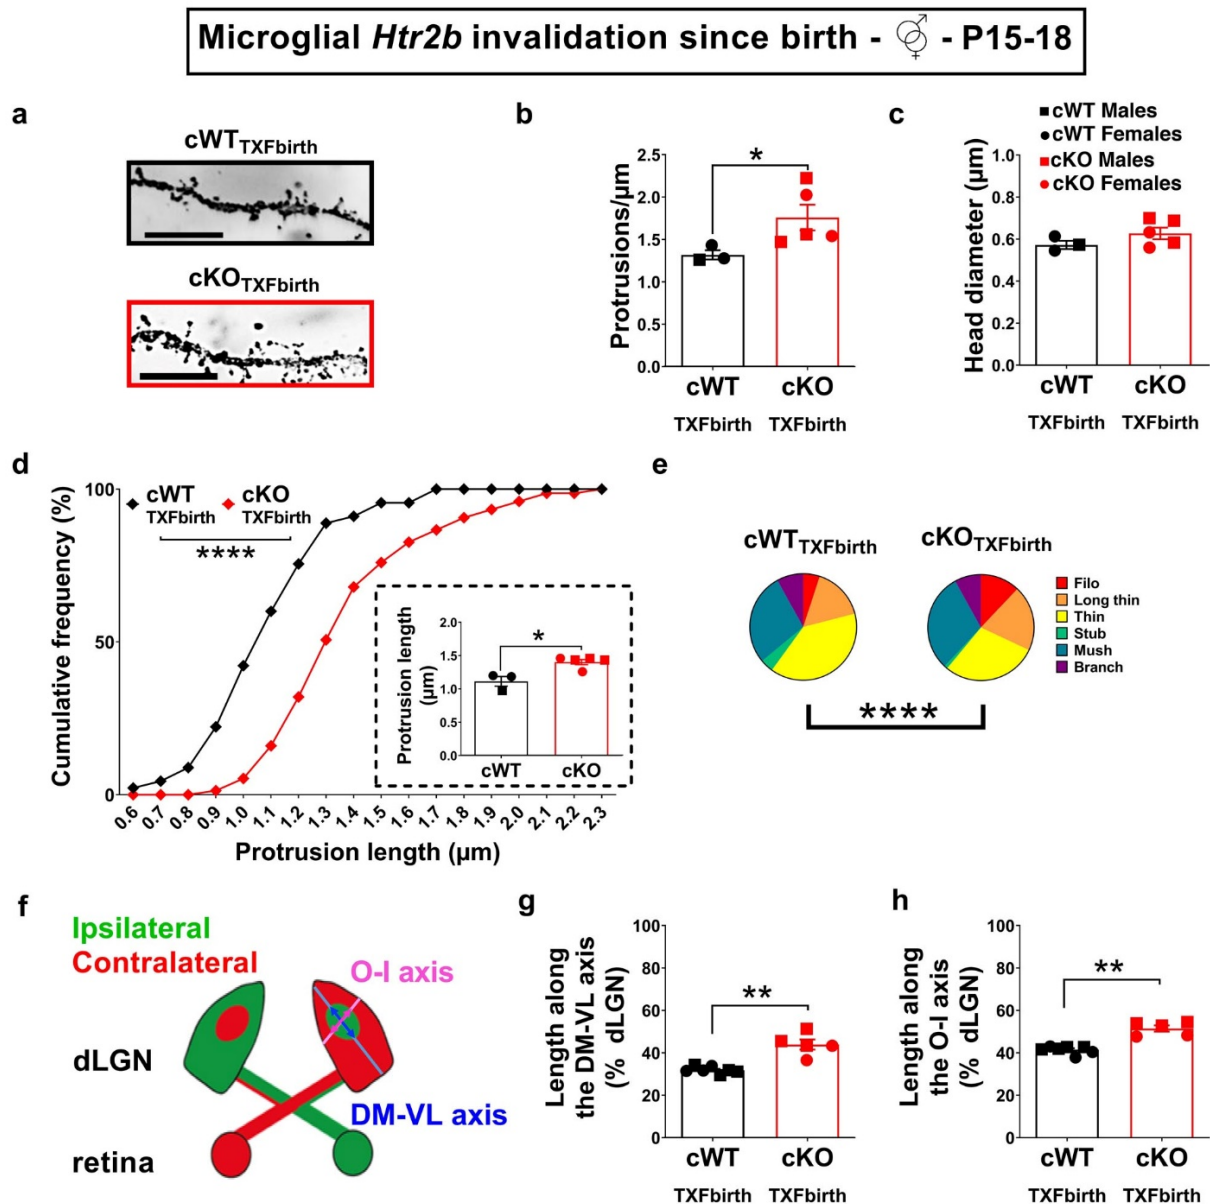 Microglial Htr2b invalidation since birth - ⚤ - P15-18
a
cWTTXFbirth
cKOTXFbirth
b
*
Protrusions/µm
2.5
2.0
1.5
1.0
0.5
0.0
cWT cKO
TXFbirth TXFbirth
c
cWT Males
cWT Females
cKO Males
cKO Females
Head diameter (µm)
1.0
0.8
0.6
0.4
0.2
0.0
cWT cKO
TXFbirth TXFbirth
d
Cumulative frequency (%)
100
50
0
cWT cKO
TXFbirth TXFbirth
****
Protrusion length
(µm)
2.0
1.5
1.0
0.5
0.0
*
cWT cKO
0.6 0.7 0.8 0.9 1.0 1.1 1.2 1.3 1.4 1.5 1.6 1.7 1.8 1.9 2.0 2.1 2.2 2.3
Protrusion length (µm)
e
cWTTXFbirth cKOTXFbirth
Filo
Long thin
Thin
Stub
Mush
Branch
****
f
Ipsilateral
Contralateral
O-I axis
dLGN
DM-VL axis
retina
g
Length along
the DM-VL axis
(% dLGN)
100
80
60
40
20
0
**
cWT cKO
TXFbirth TXFbirth
h
Length along
the O-I axis
(% dLGN)
100
80
60
40
20
0
**
cWT cKO
TXFbirth TXFbirth